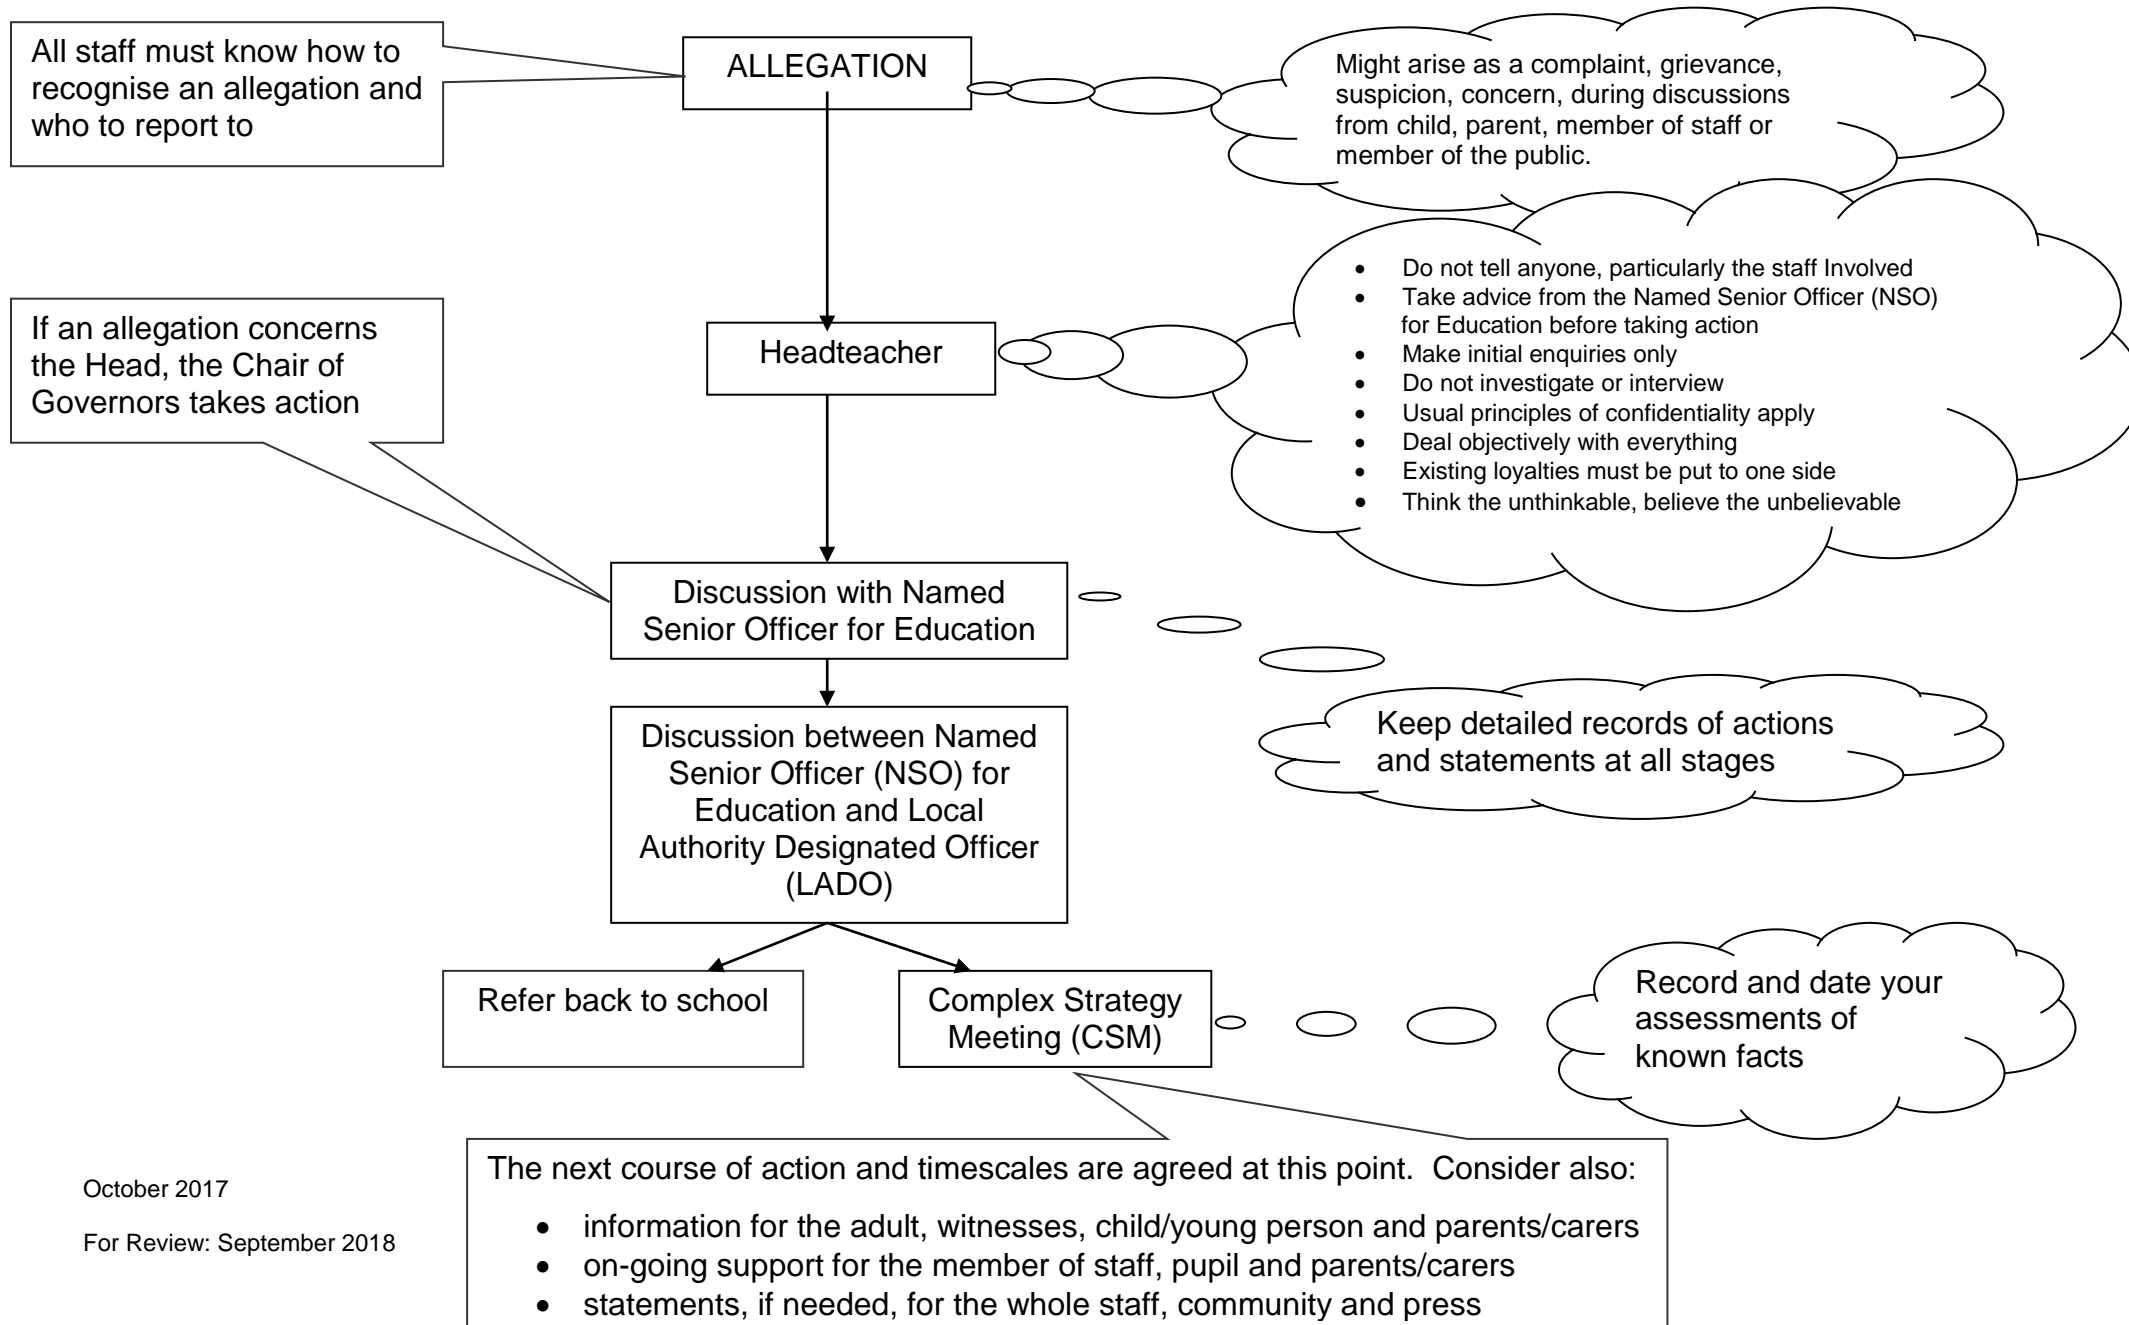 All staff must know how to
recognise an allegation and
who to report to
ALLEGATION
Might arise as a complaint, grievance,
suspicion, concern, during discussions
from child, parent, member of staff or
member of the public.
If an allegation concerns
the Head, the Chair of
Governors takes action
Headteacher
• Do not tell anyone, particularly the staff Involved
• Take advice from the Named Senior Officer (NSO)
for Education before taking action
• Make initial enquiries only
• Do not investigate or interview
• Usual principles of confidentiality apply
• Deal objectively with everything
• Existing loyalties must be put to one side
• Think the unthinkable, believe the unbelievable
Discussion with Named
Senior Officer for Education
Discussion between Named
Senior Officer (NSO) for
Education and Local
Authority Designated Officer
(LADO)
Keep detailed records of actions
and statements at all stages
Refer back to school
Complex Strategy
Meeting (CSM)
Record and date your
assessments of
known facts
The next course of action and timescales are agreed at this point.  Consider also:
• information for the adult, witnesses, child/young person and parents/carers
• on-going support for the member of staff, pupil and parents/carers
• statements, if needed, for the whole staff, community and press
October 2017
For Review: September 2018